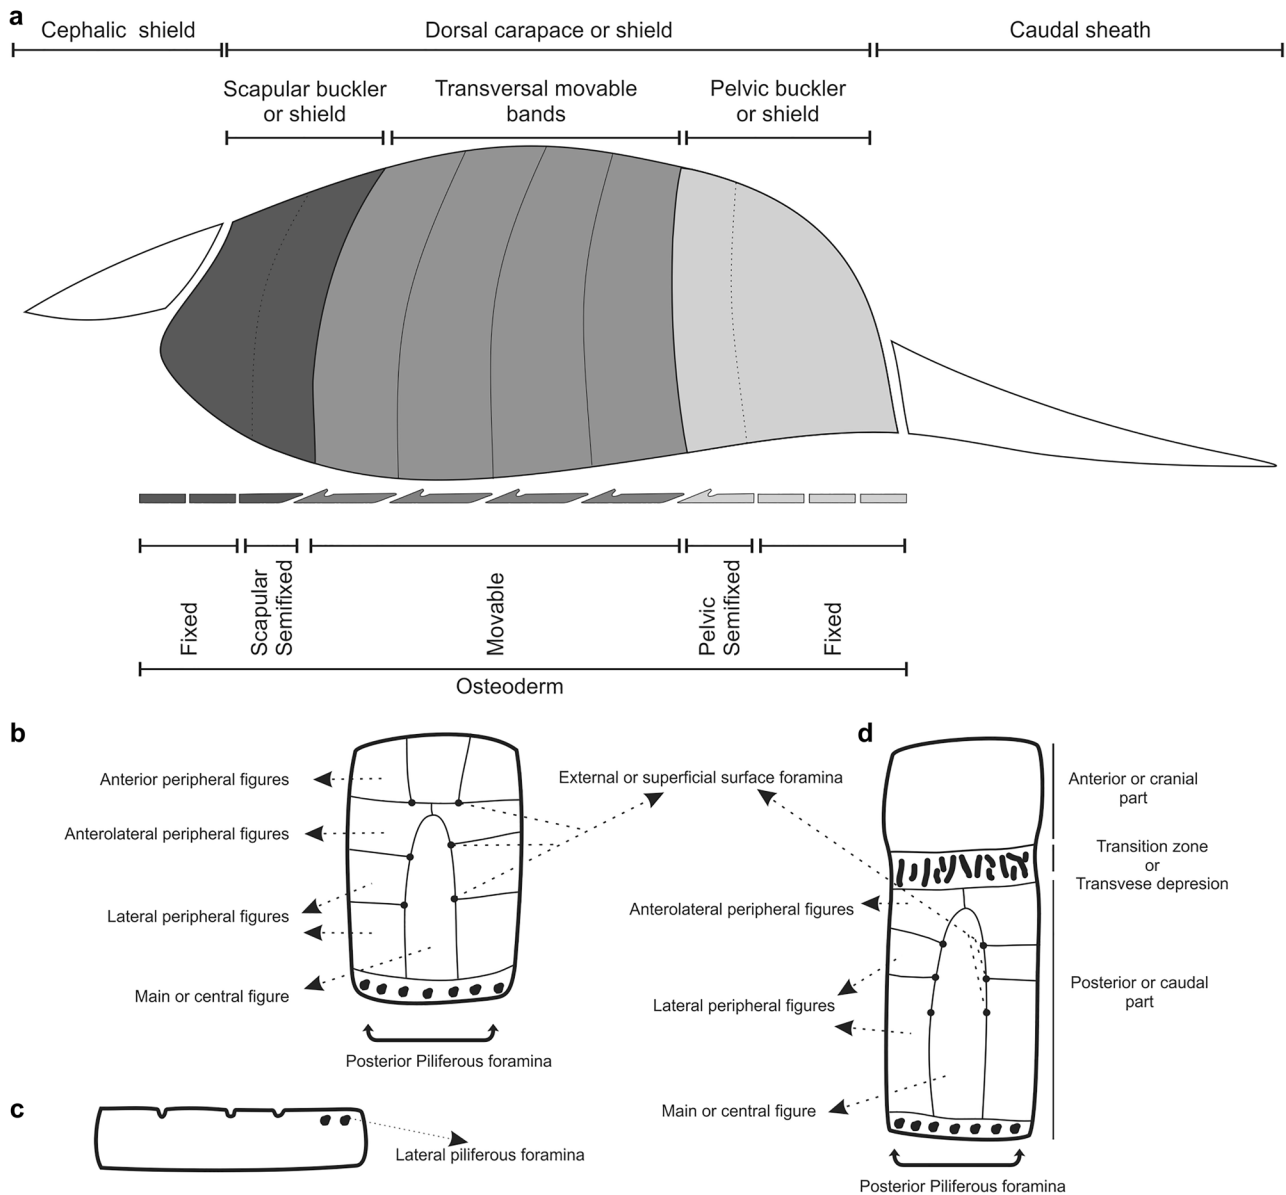 a
Cephalic shield
Dorsal carapace or shield
Caudal sheath
Scapular buckler
or shield
Transversal movable
bands
Pelvic buckler
or shield
Fixed
Scapular
Semifixed
Movable
Pelvic
Semifixed
Fixed
Osteoderm
b
Anterior peripheral figures
Anterolateral peripheral figures
Lateral peripheral figures
Main or central figure
Posterior Piliferous foramina
External or superficial surface foramina
d
Anterior or cranial
part
Transition zone
or
Transvese depresion
Anterolateral peripheral figures
Lateral peripheral figures
Posterior or caudal
part
Main or central figure
Posterior Piliferous foramina
c
Lateral piliferous foramina